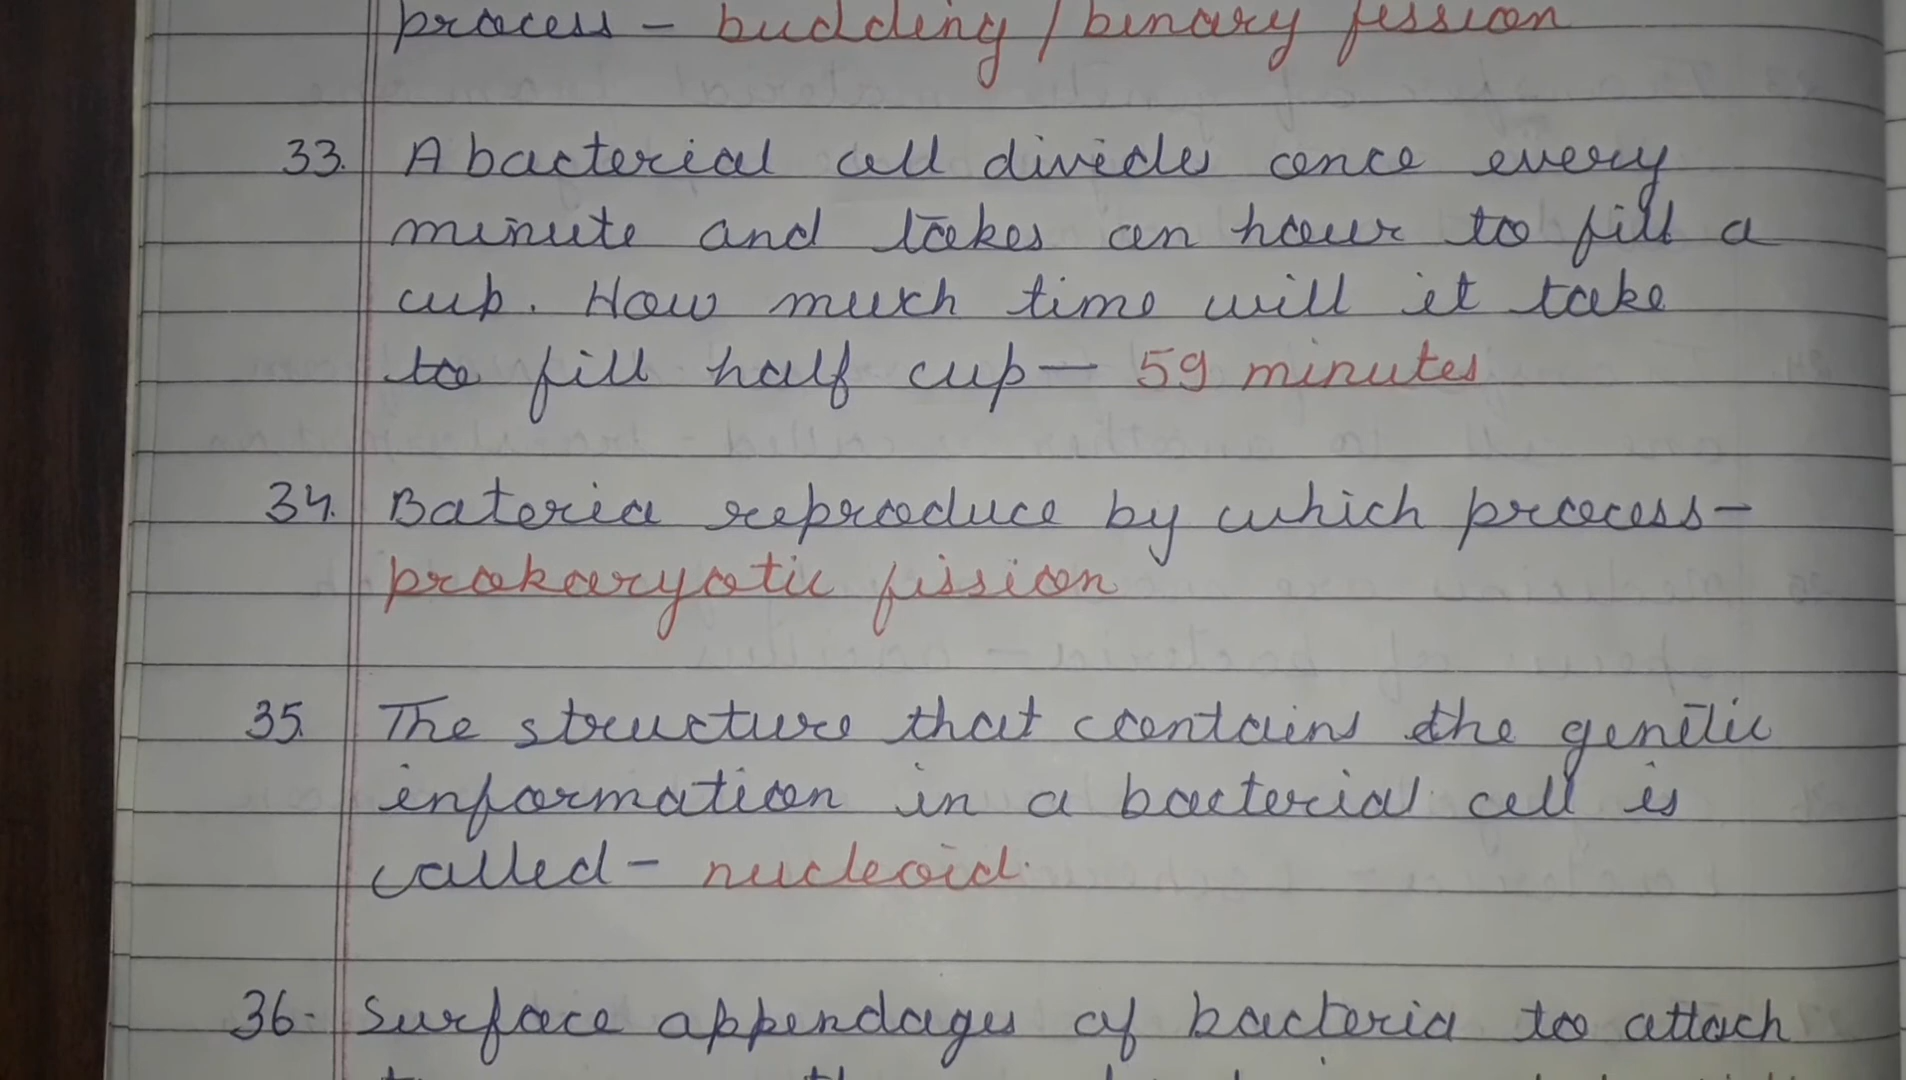 process - budding / binary fission
33. A bacterial cell divides once every
minute and takes an hour to fill a
cup. How much time will it take
to fill half cup - 59 minutes
34. Bateria reproduce by which process -
prokaryotic fission
35. The structure that contains the genetic
information in a bacterial cell is
called - nucleoid.
36. Surface appendages of bacteria to attach